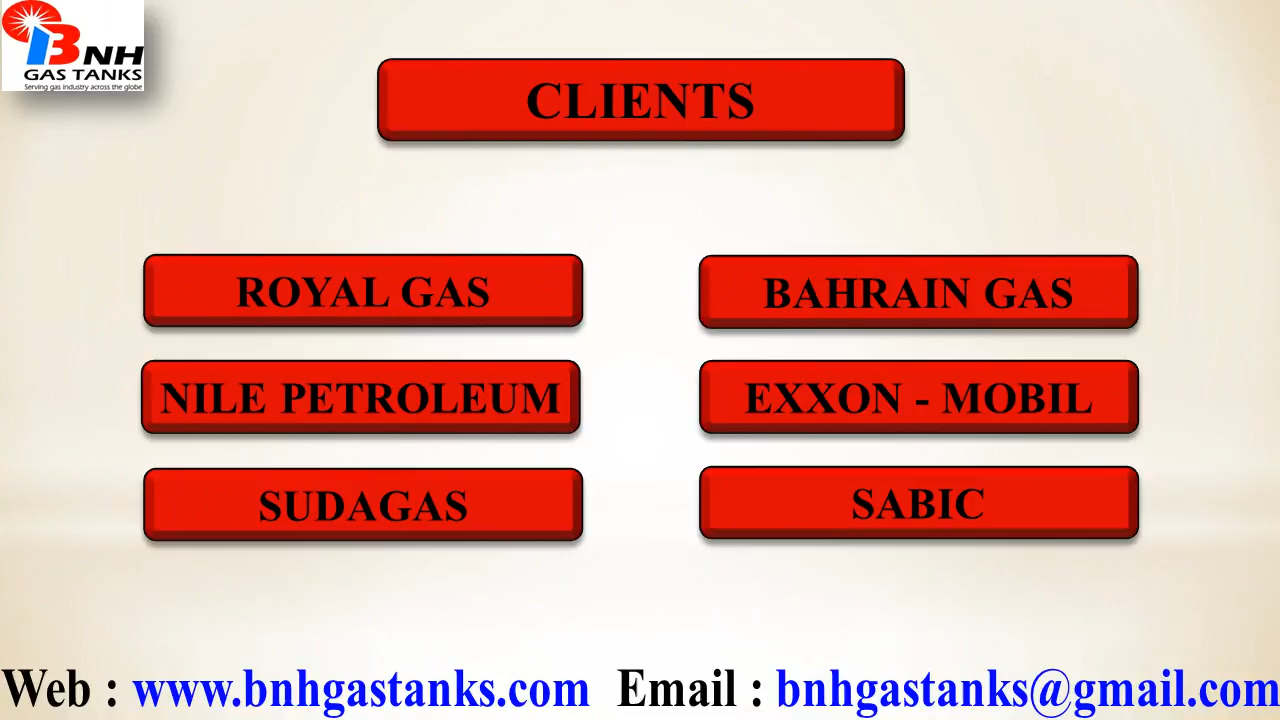 BNH
GAS TANKS
Serving gas industry across the globe
CLIENTS
ROYAL GAS
BAHRAIN GAS
NILE PETROLEUM
EXXON - MOBIL
SUDAGAS
SABIC
Web : www.bnhgastanks.com Email : bnhgastanks@gmail.com